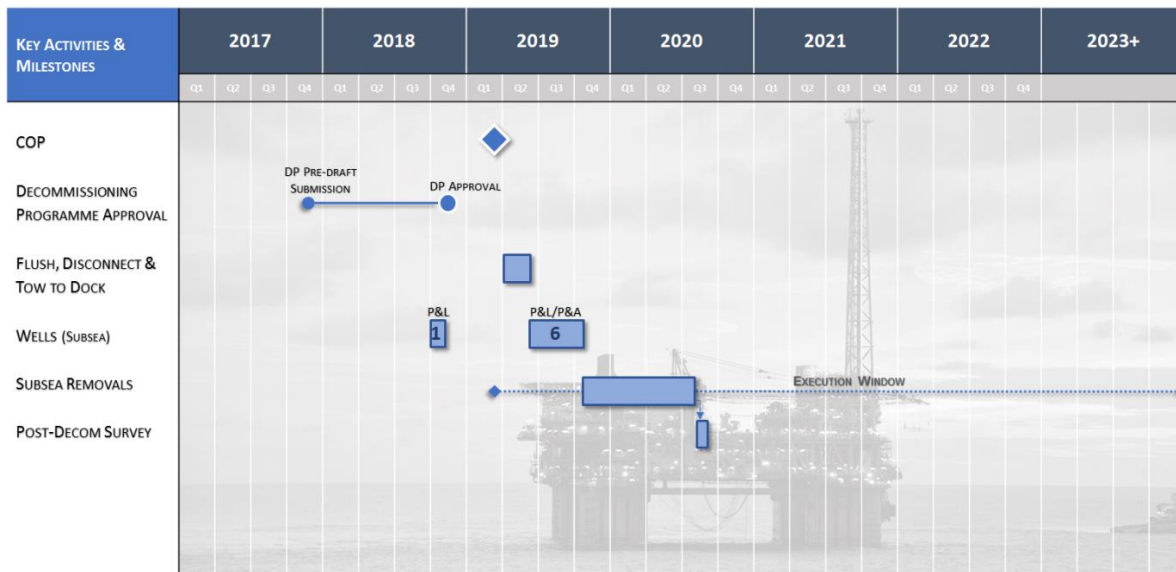 KEY ACTIVITIES &
MILESTONES
2017 2018 2019 2020 2021 2022 2023+
Q1 Q2 Q3 Q4 Q1 Q2 Q3 Q4 Q1 Q2 Q3 Q4 Q1 Q2 Q3 Q4 Q1 Q2 Q3 Q4 Q1 Q2 Q3 Q4
COP
DP PRE-DRAFT
SUBMISSION
DP APPROVAL
DECOMMISSIONING
PROGRAMME APPROVAL
FLUSH, DISCONNECT &
TOW TO DOCK
P&L P&L/P&A
WELLS (SUBSEA) 1 6
SUBSEA REMOVALS EXECUTION WINDOW
POST-DECOM SURVEY